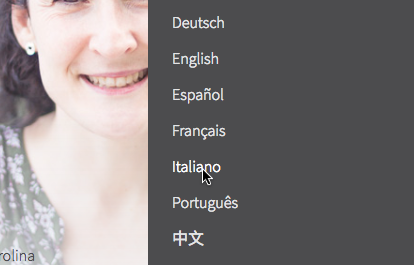 Deutsch
English
Español
Français
Italiano
Português
中文
rolina